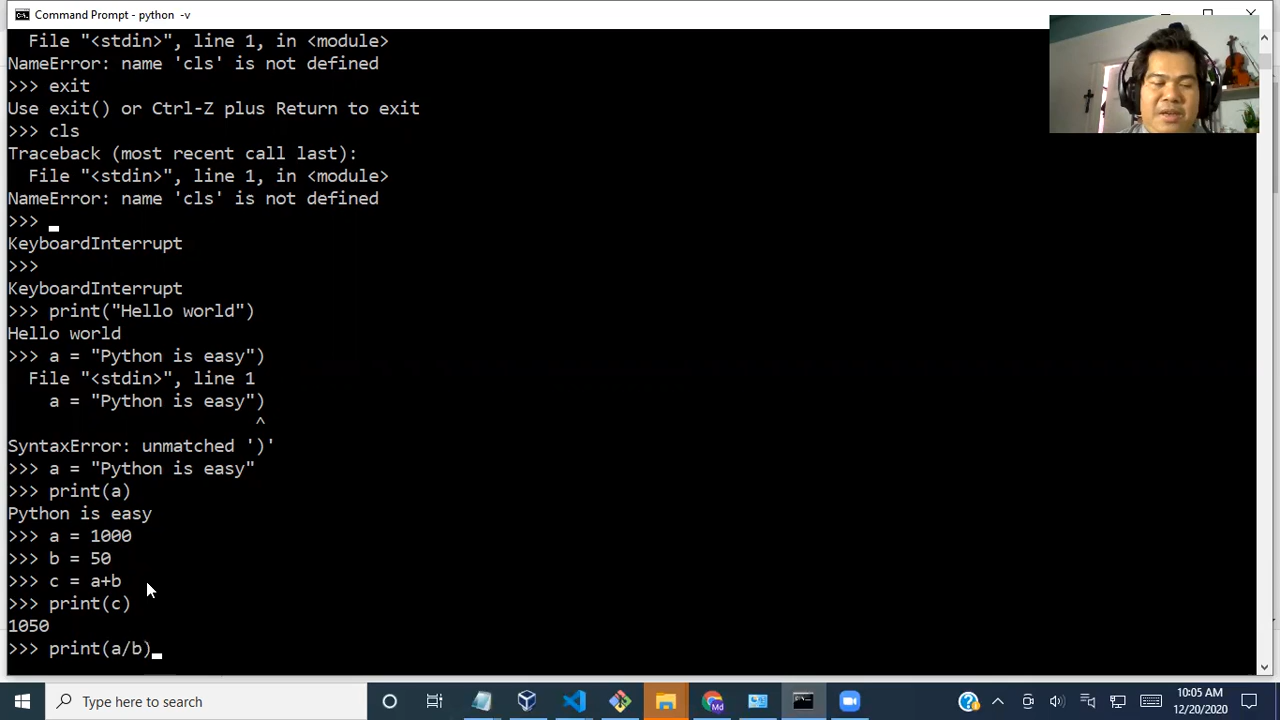 Command Prompt - python -v
File "<stdin>", line 1, in <module>
NameError: name 'cls' is not defined
>>> exit
Use exit() or Ctrl-Z plus Return to exit
>>> cls
Traceback (most recent call last):
File "<stdin>", line 1, in <module>
NameError: name 'cls' is not defined
>>>
KeyboardInterrupt
>>>
KeyboardInterrupt
>>> print("Hello world")
Hello world
>>> a = "Python is easy")
File "<stdin>", line 1
a = "Python is easy")
^
SyntaxError: unmatched ')'
>>> a = "Python is easy"
>>> print(a)
Python is easy
>>> a = 1000
>>> b = 50
>>> c = a+b
>>> print(c)
1050
>>> print(a/b)
Type here to search
10:05 AM
12/20/2020